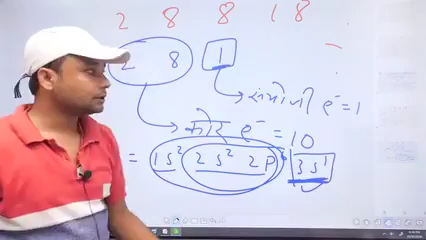 2 8 8 18
2 8 1
संयोजी e⁻ = 1
कोर e⁻ = 10
= 1s² 2s² 2p⁶ 3s¹